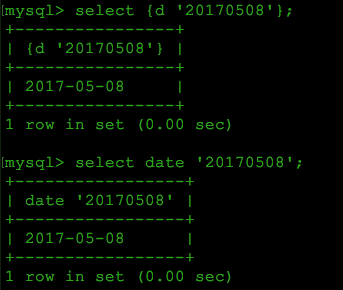 mysql> select {d '20170508'};
+----------------+
| {d '20170508'} |
+----------------+
| 2017-05-08     |
+----------------+
1 row in set (0.00 sec)
mysql> select date '20170508';
+-----------------+
| date '20170508' |
+-----------------+
| 2017-05-08      |
+-----------------+
1 row in set (0.00 sec)